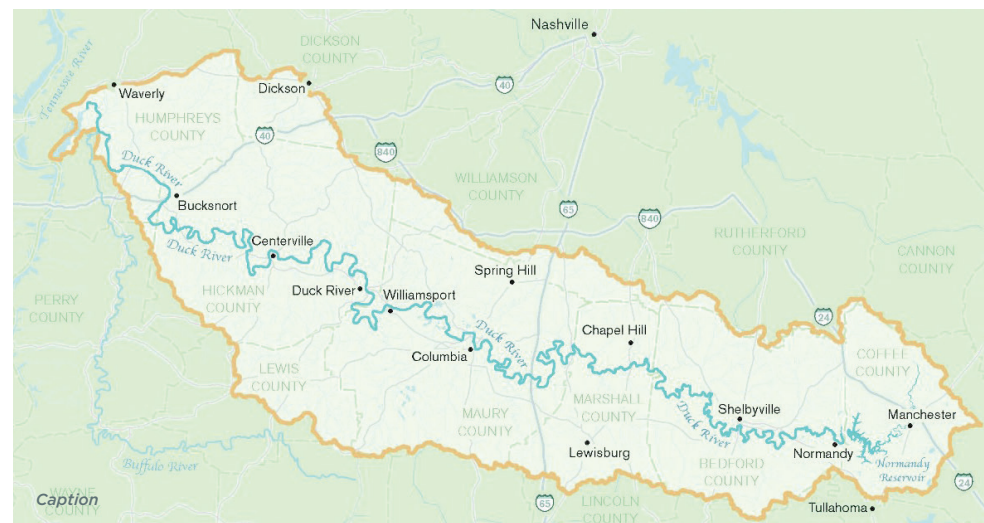 Nashville
DICKSON
COUNTY
Tennessee River
Waverly
Dickson
40
HUMPHREYS
COUNTY
40
840
Duck River
WILLIAMSON
COUNTY
Bucksnort
65
840
RUTHERFORD
COUNTY
CANNON
COUNTY
Duck River
Centerville
Spring Hill
HICKMAN
COUNTY
Duck River
Williamsport
PERRY
COUNTY
24
Duck River
Chapel Hill
Columbia
COFFEE
COUNTY
LEWIS
COUNTY
MAURY
COUNTY
MARSHALL
COUNTY
Duck River
Shelbyville
Manchester
Lewisburg
Normandy
Normandy
Reservoir
BEDFORD
COUNTY
Buffalo River
24
Caption
WAYNE
COUNTY
65
LINCOLN
COUNTY
Tullahoma